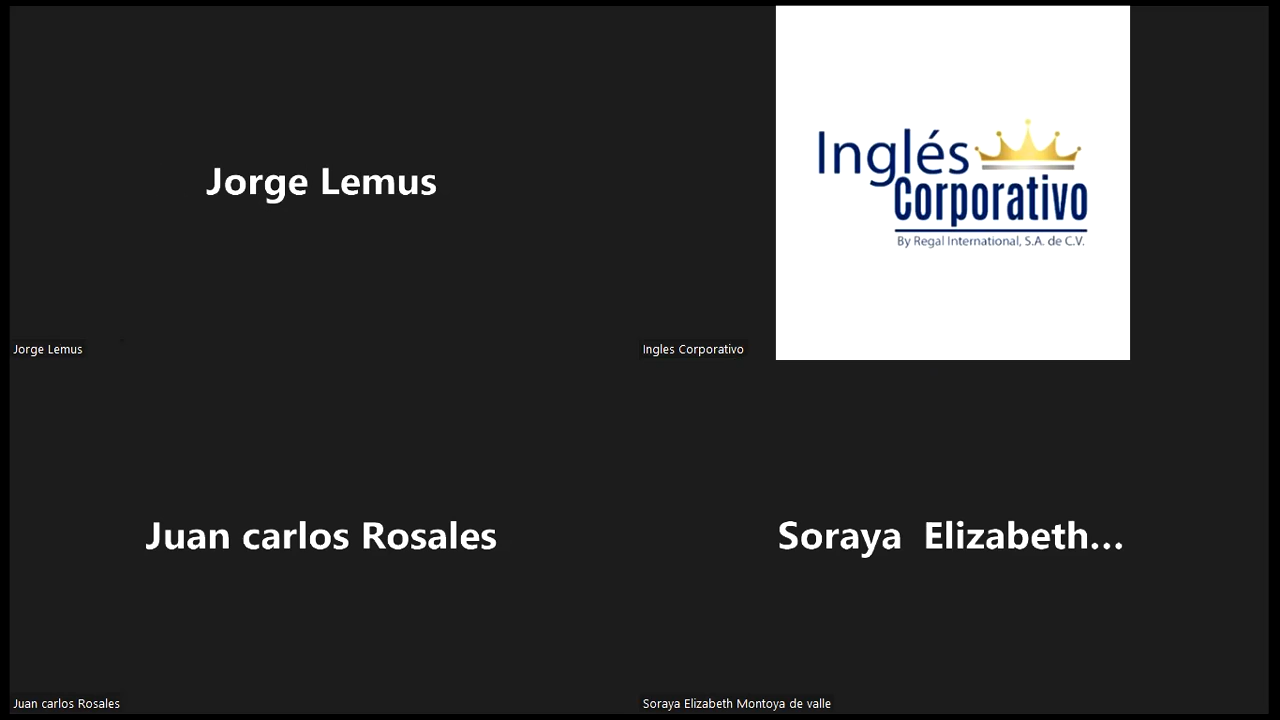 Jorge Lemus
Jorge Lemus
Inglés
Corporativo
By Regal International, S.A. de C.V.
Ingles Corporativo
Juan carlos Rosales
Juan carlos Rosales
Soraya  Elizabeth...
Soraya Elizabeth Montoya de valle